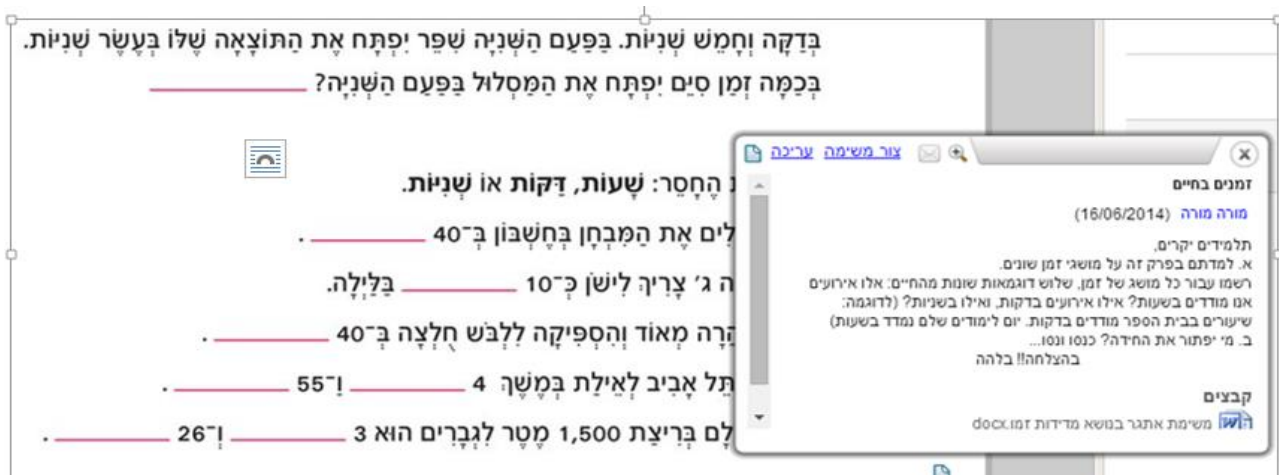 בְּדַקָּה וְחָמֵשׁ שְׁנִיּוֹת. בַּפַּעַם הַשְּׁנִיָּה שִׁפֵּר יִפְתָּח אֶת הַתּוֹצָאָה שֶׁלּוֹ בְּעֶשֶׂר שְׁנִיּוֹת.
בְּכַמָּה זְמַן סִיֵּם יִפְתָּח אֶת הַמַּסְלוּל בַּפַּעַם הַשְּׁנִיָּה? ________
הֶחָסֵר: שָׁעוֹת, דַּקּוֹת אוֹ שְׁנִיּוֹת.
אֶת הַמִּבְחָן בְּחֶשְׁבּוֹן בְּ־40 ________ .
ג' צָרִיךְ לִישֹׁן כְּ־10 ________ בַּלַּיְלָה.
מְאוֹד וְהִסְפִּיקָה לִלְבֹּשׁ חֻלְצָה בְּ־40 ________ .
תֵּל אָבִיב לְאֵילַת בְּמֶשֶׁךְ 4 ________ וָ־55 ________ .
בְּרִיצַת 1,500 מֶטֶר לִגְבָרִים הוּא 3 ________ וְ־26 ________ .
צור משימה עריכה
זמנים בחיים
מורה מורה (16/06/2014)
תלמידים יקרים,
א. למדתם בפרק זה על מושגי זמן שונים.
רשמו עבור כל מושג של זמן, שלוש דוגמאות שונות מהחיים: אלו אירועים
אנו מודדים בשעות? אילו אירועים בדקות, ואילו בשניות? (לדוגמה:
שיעורים בבית הספר מודדים בדקות. יום לימודים שלם נמדד בשעות)
ב. מי יפתור את החידה? כנסו ונסו...
בהצלחה!! בלהה
קבצים
משימת אתגר בנושא מדידות זמן.docx